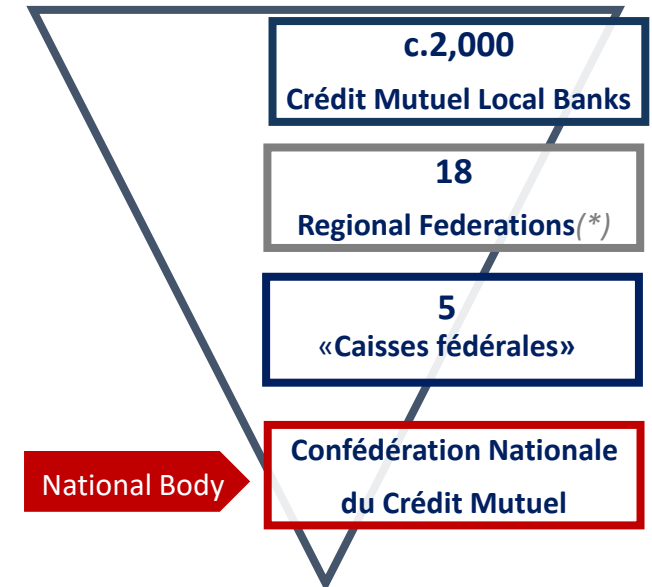 c.2,000
Crédit Mutuel Local Banks
18
Regional Federations(*)
5
«Caisses fédérales»
National Body
Confédération Nationale
du Crédit Mutuel